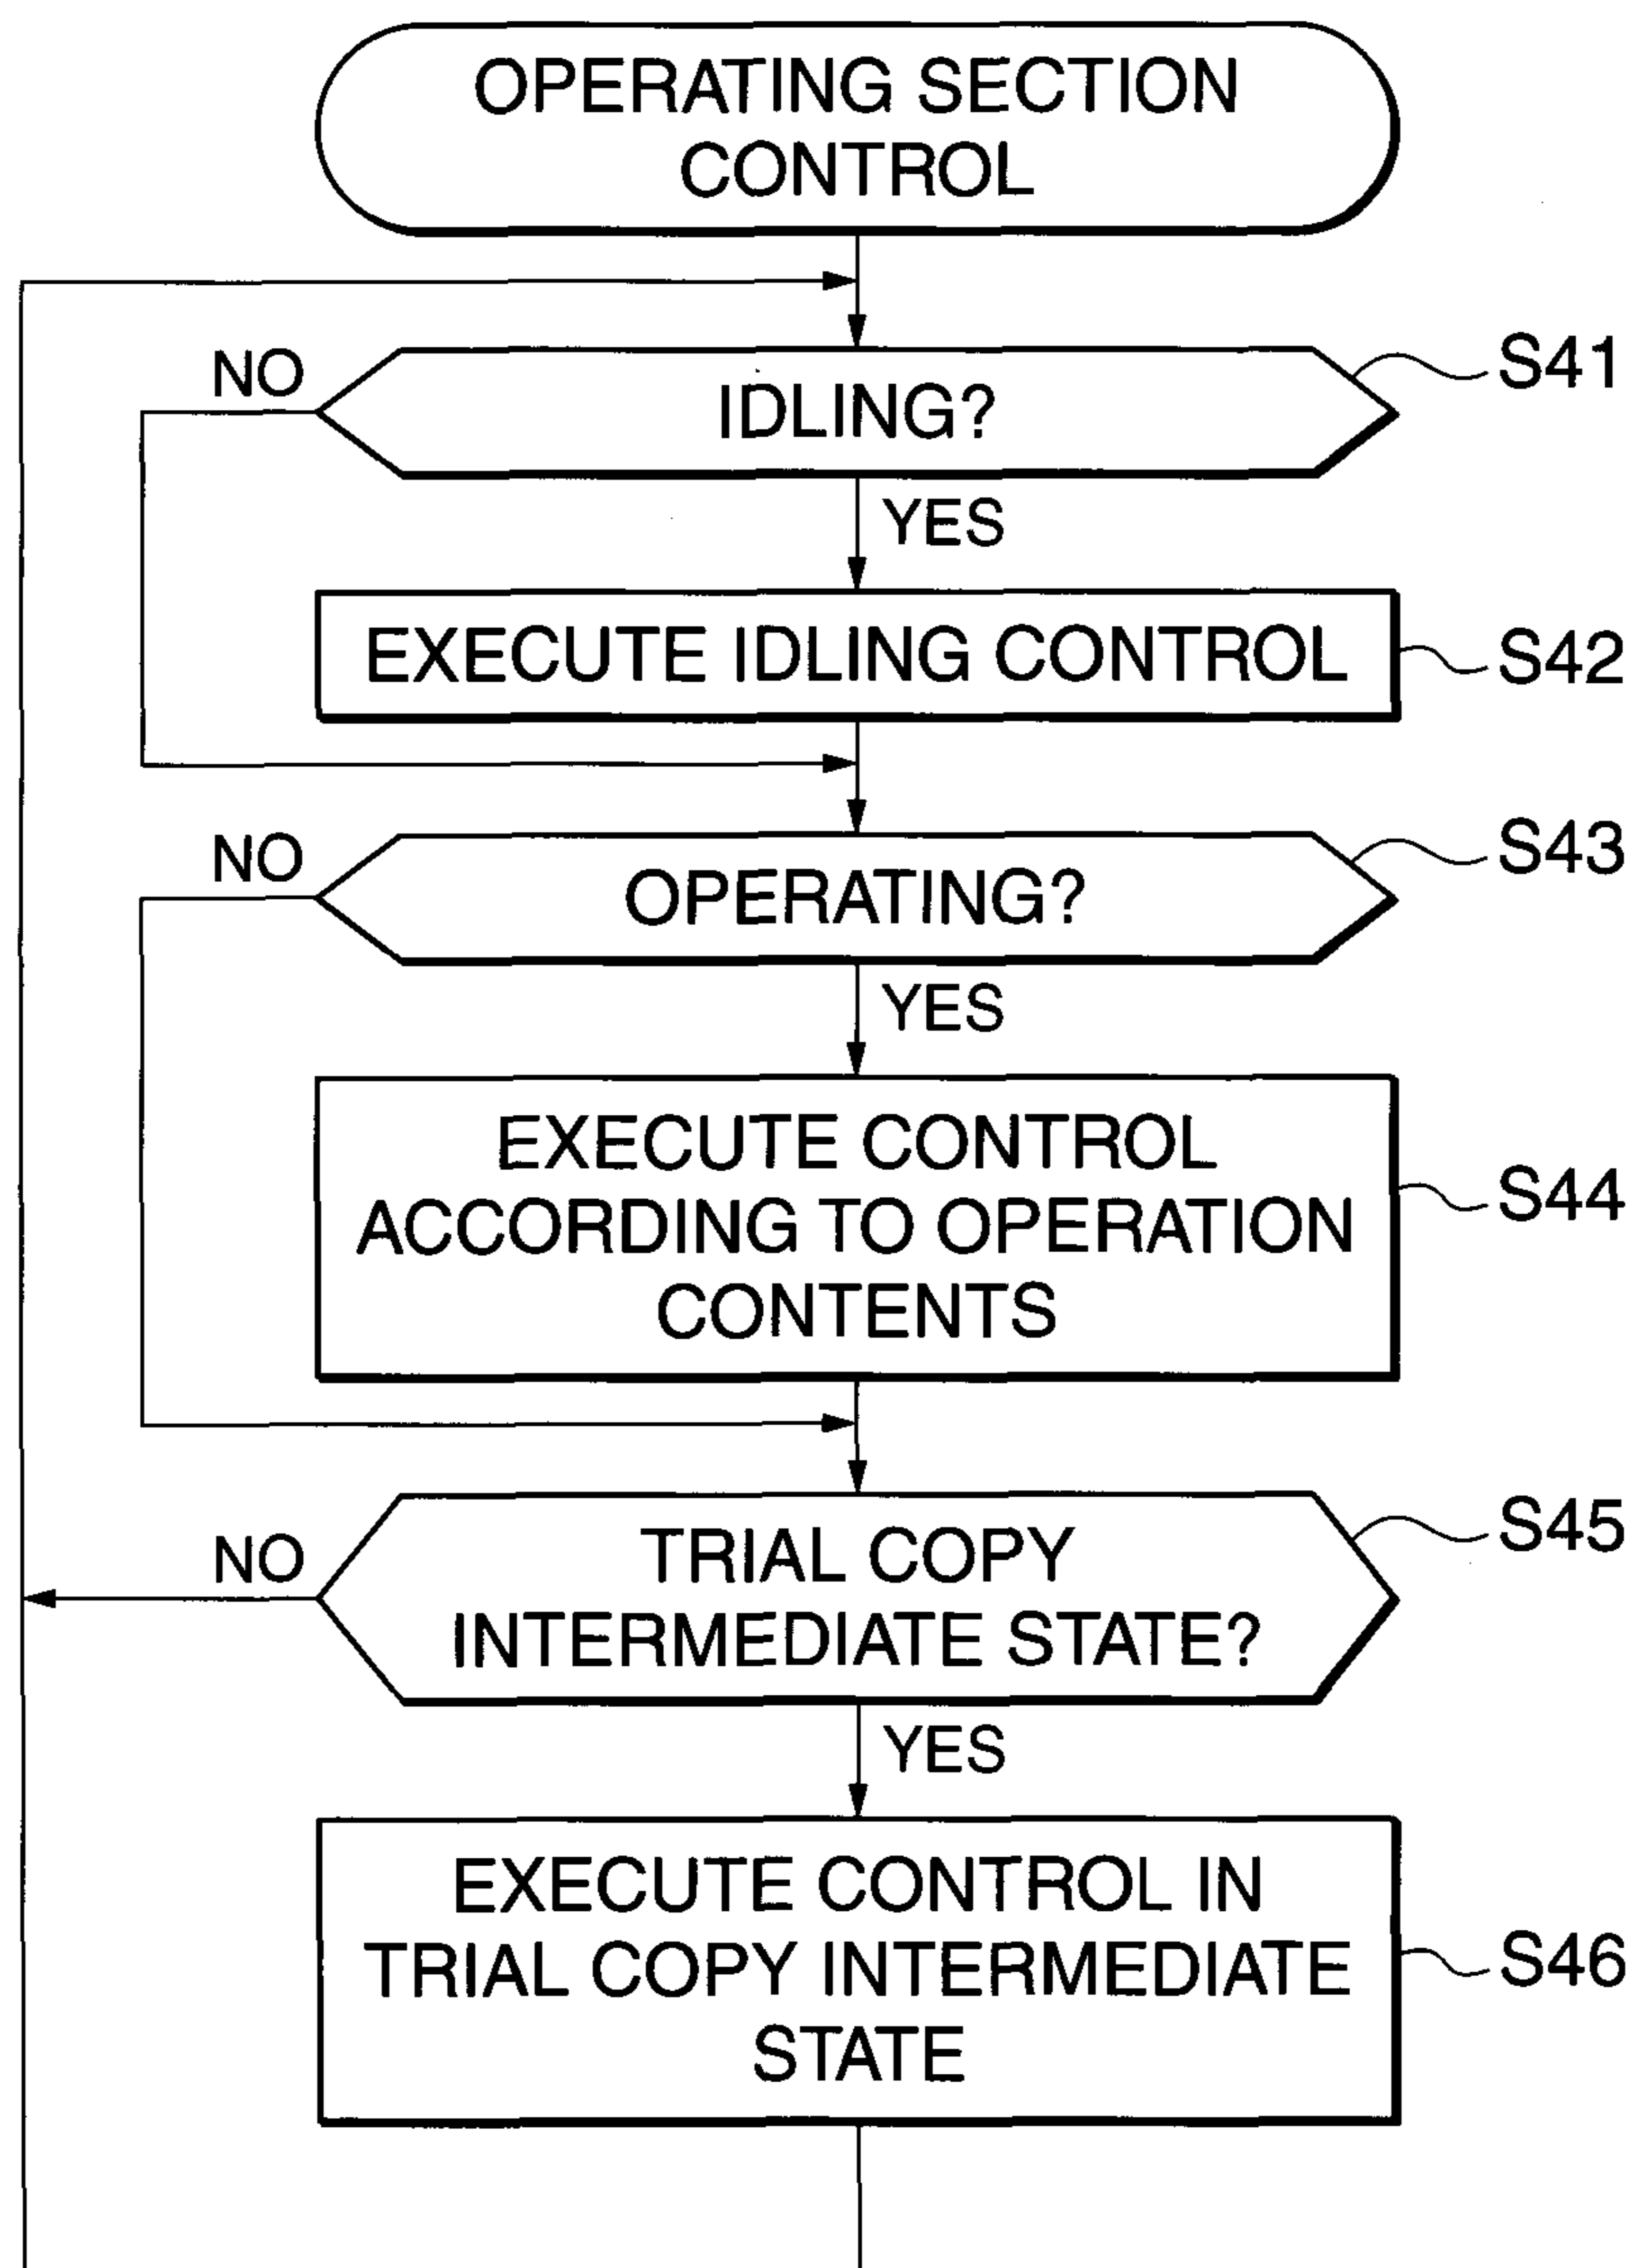 OPERATING SECTION
CONTROL
NO
IDLING?
S41
YES
EXECUTE IDLING CONTROL
S42
NO
OPERATING?
S43
YES
EXECUTE CONTROL
ACCORDING TO OPERATION
CONTENTS
S44
NO
TRIAL COPY
INTERMEDIATE STATE?
S45
YES
EXECUTE CONTROL IN
TRIAL COPY INTERMEDIATE
STATE
S46